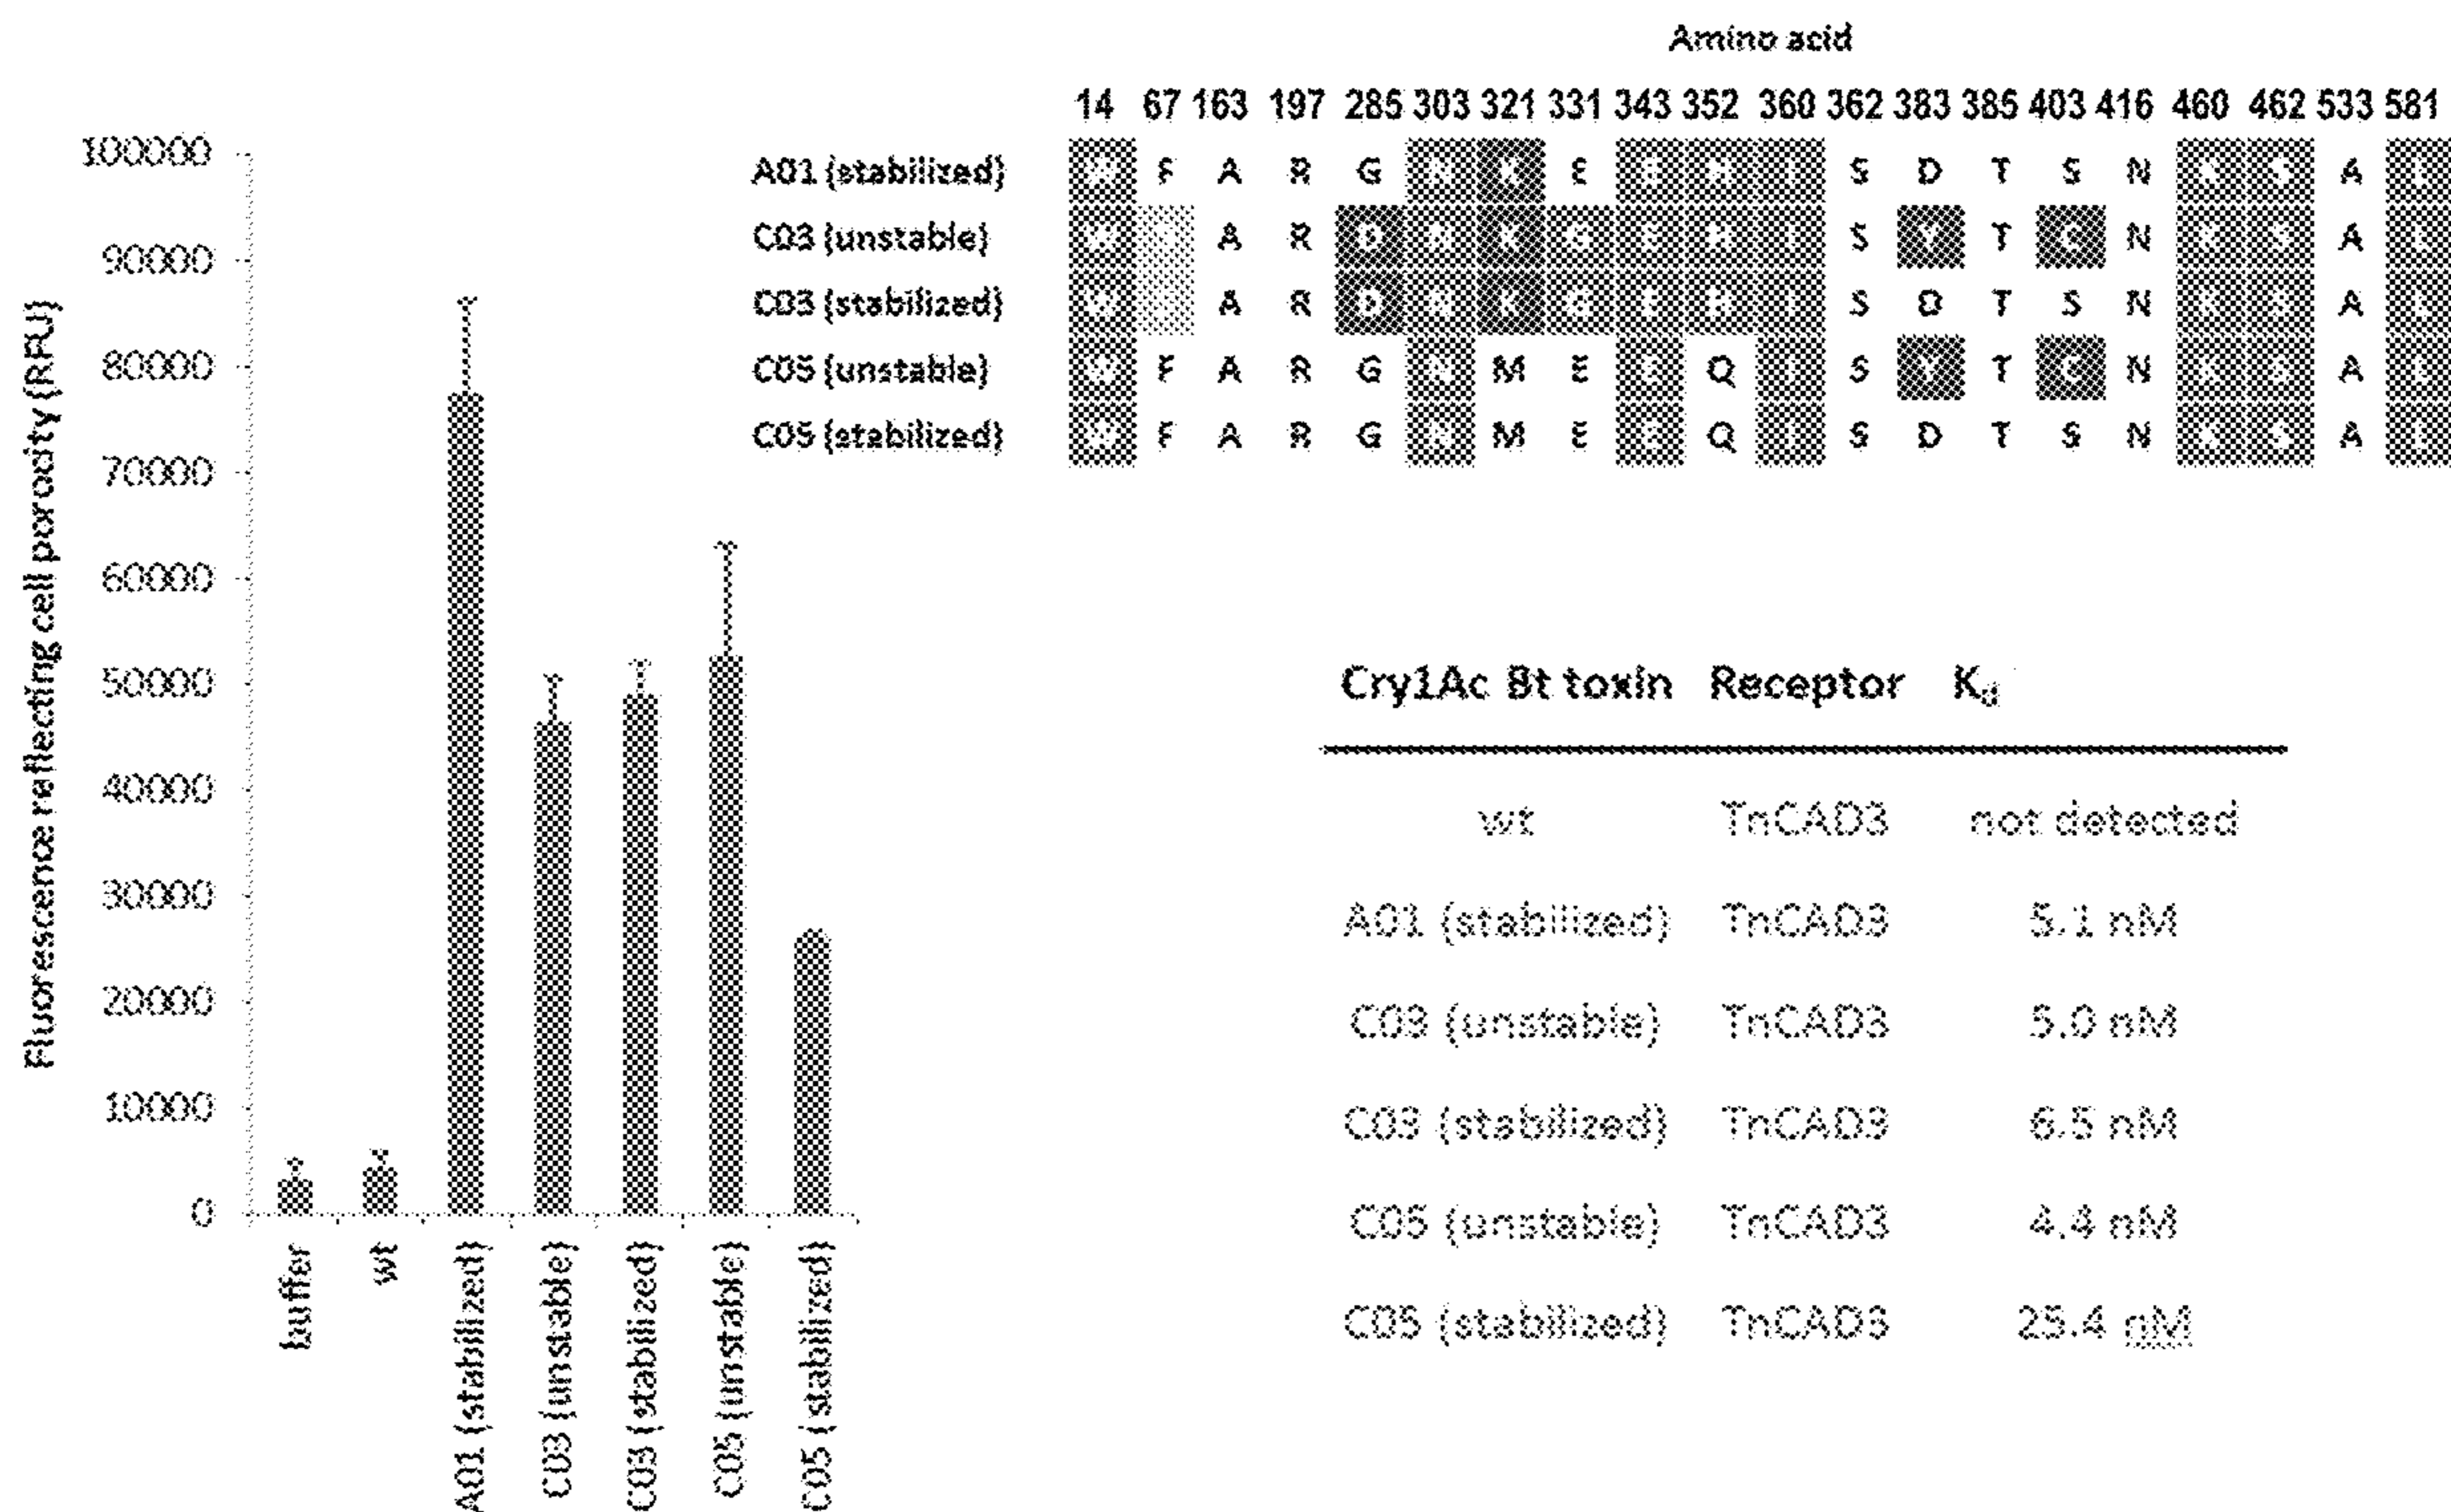 Amino acid
14 67 163 197 285 303 321 331 343 352 360 362 383 385 403 416 460 462 533 581
A01 (stabilized) W F A R G N K E E H I S D T S N K S A L
C03 (unstable) W A R D N K G E H I S Y T C N K S A L
C03 (stabilized) W A R D N K G E H I S D T S N K S A L
C05 (unstable) W F A R G N M E E Q I S Y T C N K S A L
C05 (stabilized) W F A R G N M E E Q I S D T S N K S A L
Fluorescence reflecting cell porosity (RFU)
100000
90000
80000
70000
60000
50000
40000
30000
20000
10000
0
buffer
wt
A01 (stabilized)
C03 (unstable)
C03 (stabilized)
C05 (unstable)
C05 (stabilized)
Cry1Ac Bt toxin Receptor Kd
wt TnCAD3 not detected
A01 (stabilized) TnCAD3 5.1 nM
C03 (unstable) TnCAD3 5.0 nM
C03 (stabilized) TnCAD3 6.5 nM
C05 (unstable) TnCAD3 4.4 nM
C05 (stabilized) TnCAD3 25.4 nM